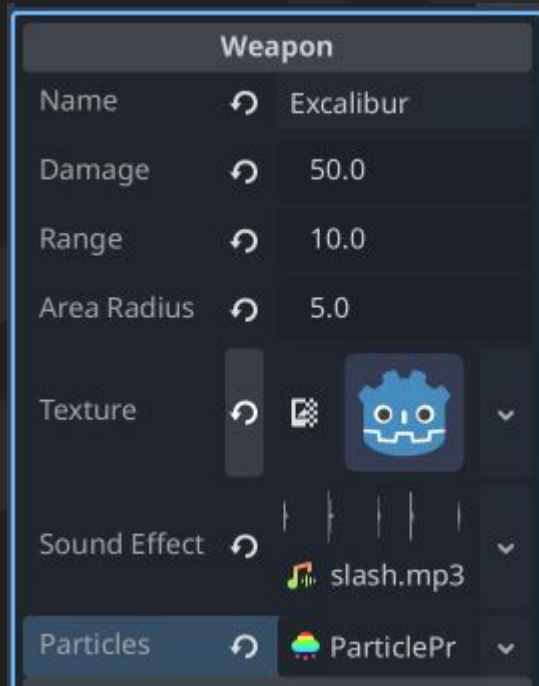 Weapon
Name Excalibur
Damage 50.0
Range 10.0
Area Radius 5.0
Texture
Sound Effect slash.mp3
Particles ParticlePr